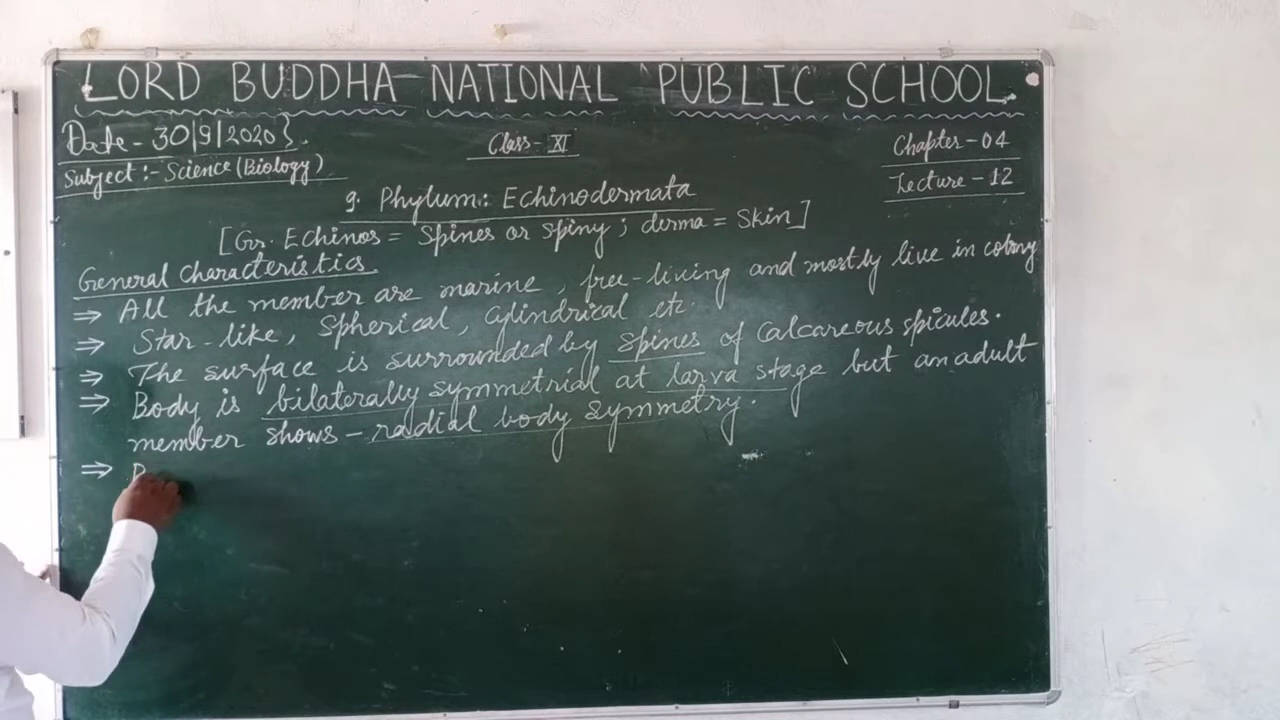 LORD BUDDHA NATIONAL PUBLIC SCHOOL
Date - 30/9/2020}
Class - XI
Chapter - 04
Subject :- Science (Biology)
Lecture - 12
9. Phylum : Echinodermata
[Gr. Echinos = Spines or spiny ; derma = Skin]
General Characteristics
⇒ All the member are marine, free-living and mostly live in colony
⇒ Star-like, Spherical, Cylindrical etc.
⇒ The surface is surrounded by spines of calcareous spicules.
⇒ Body is bilaterally symmetrial at larva stage but an adult
member shows - radial body symmetry.
⇒